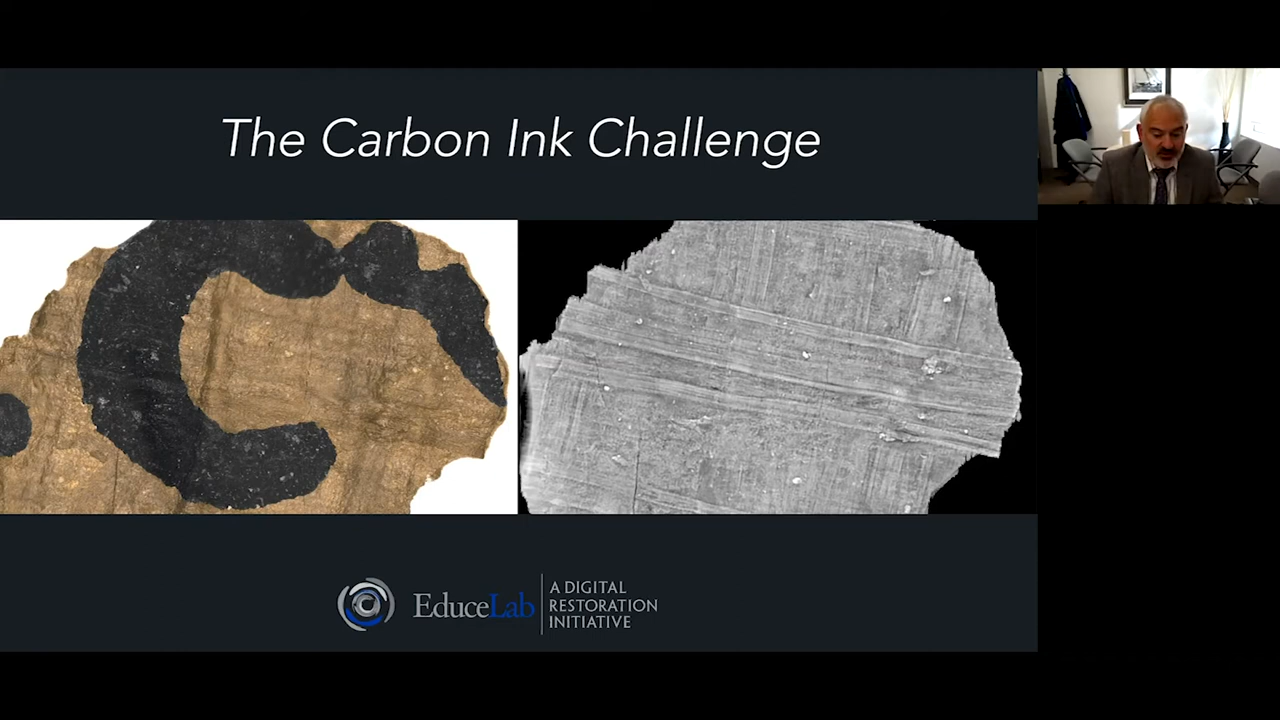 The Carbon Ink Challenge
EduceLab
A DIGITAL
RESTORATION
INITIATIVE